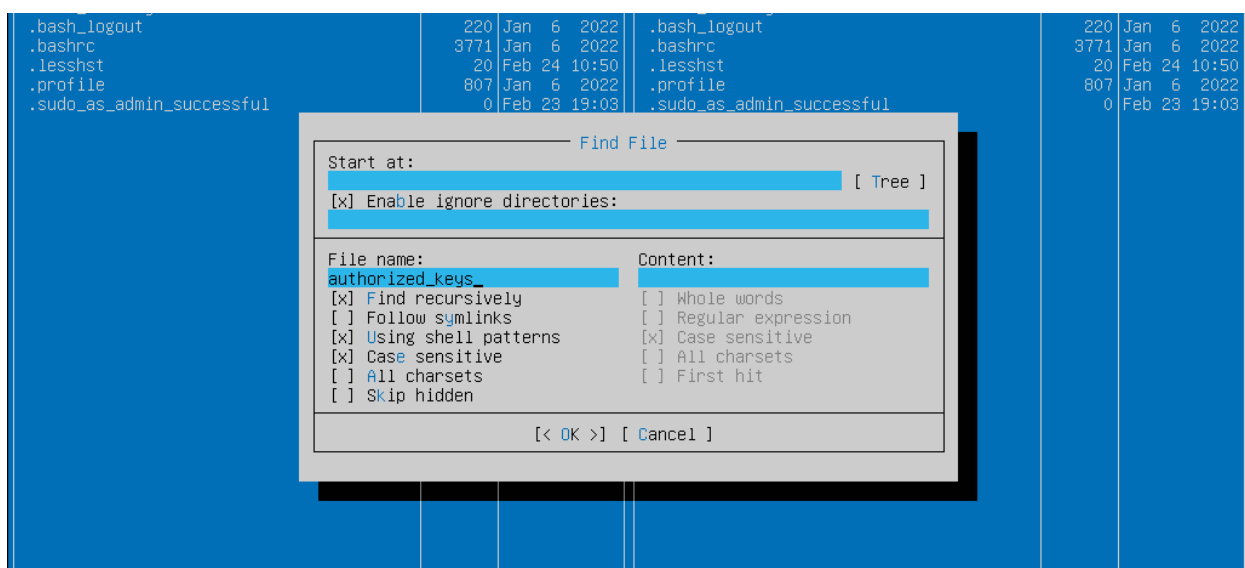 .bash_logout 220 Jan 6 2022 .bash_logout 220 Jan 6 2022
.bashrc 3771 Jan 6 2022 .bashrc 3771 Jan 6 2022
.lesshst 20 Feb 24 10:50 .lesshst 20 Feb 24 10:50
.profile 807 Jan 6 2022 .profile 807 Jan 6 2022
.sudo_as_admin_successful 0 Feb 23 19:03 .sudo_as_admin_successful 0 Feb 23 19:03
Find File
Start at:
[ Tree ]
[x] Enable ignore directories:
File name: Content:
authorized_keys_
[x] Find recursively [ ] Whole words
[ ] Follow symlinks [ ] Regular expression
[x] Using shell patterns [x] Case sensitive
[x] Case sensitive [ ] All charsets
[ ] All charsets [ ] First hit
[ ] Skip hidden
[< OK >] [ Cancel ]